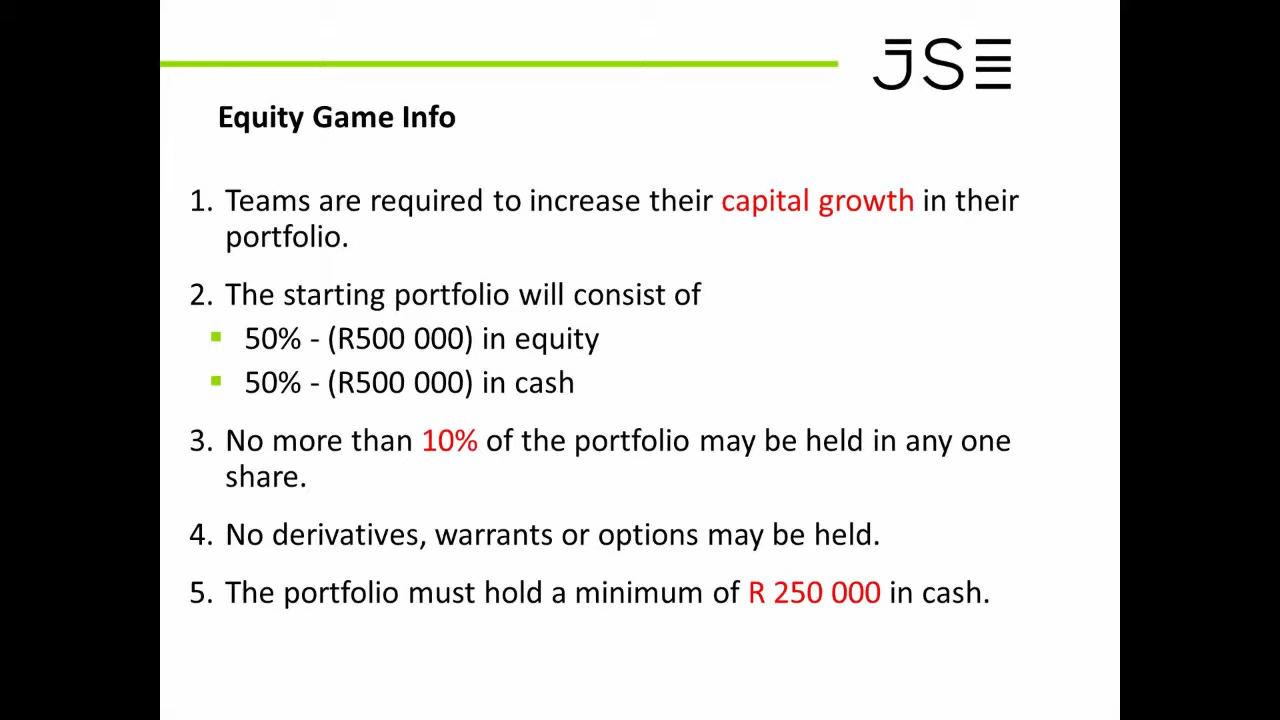 JSE
Equity Game Info
1. Teams are required to increase their capital growth in their
portfolio.
2. The starting portfolio will consist of
▪ 50% - (R500 000) in equity
▪ 50% - (R500 000) in cash
3. No more than 10% of the portfolio may be held in any one
share.
4. No derivatives, warrants or options may be held.
5. The portfolio must hold a minimum of R 250 000 in cash.